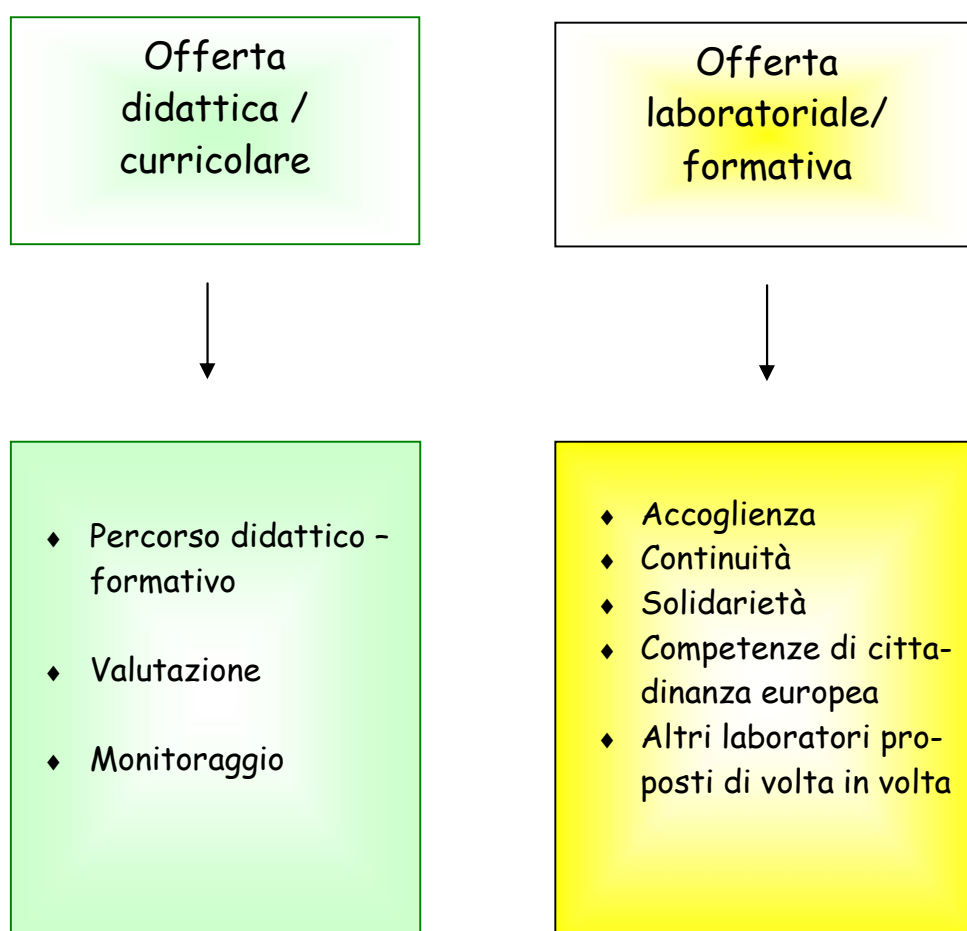 Offerta
didattica /
curricolare
Offerta
laboratoriale/
formativa
♦ Percorso didattico –
formativo
♦ Valutazione
♦ Monitoraggio
♦ Accoglienza
♦ Continuità
♦ Solidarietà
♦ Competenze di citta-
dinanza europea
♦ Altri laboratori pro-
posti di volta in volta